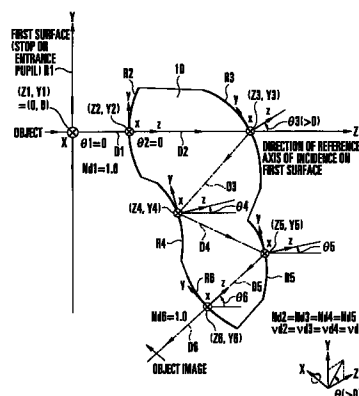 Y
FIRST SURFACE
(STOP OR
ENTRANCE
PUPIL) R1
(Z1, Y1)
=(0, 0)
OBJECT
X
θ1=0
D1
Nd1=1.0
R2
10
R3
(Z2, Y2)
Y
X
z
θ2=0
D2
(Z3, Y3)
Y
x
z
θ3(>0)
Z
DIRECTION OF REFERENCE
AXIS OF INCIDENCE ON
FIRST SURFACE
D3
(Z4, Y4)
Y
x
z
θ4
D4
R4
(Z5, Y5)
Y
x
z
θ5
R5
D5
R6
Y
x
z
θ6
(Z6, Y6)
Nd6=1.0
D6
OBJECT IMAGE
Nd2=Nd3=Nd4=Nd5
νd2=νd3=νd4=νd
Y
X
Z
θ(>0